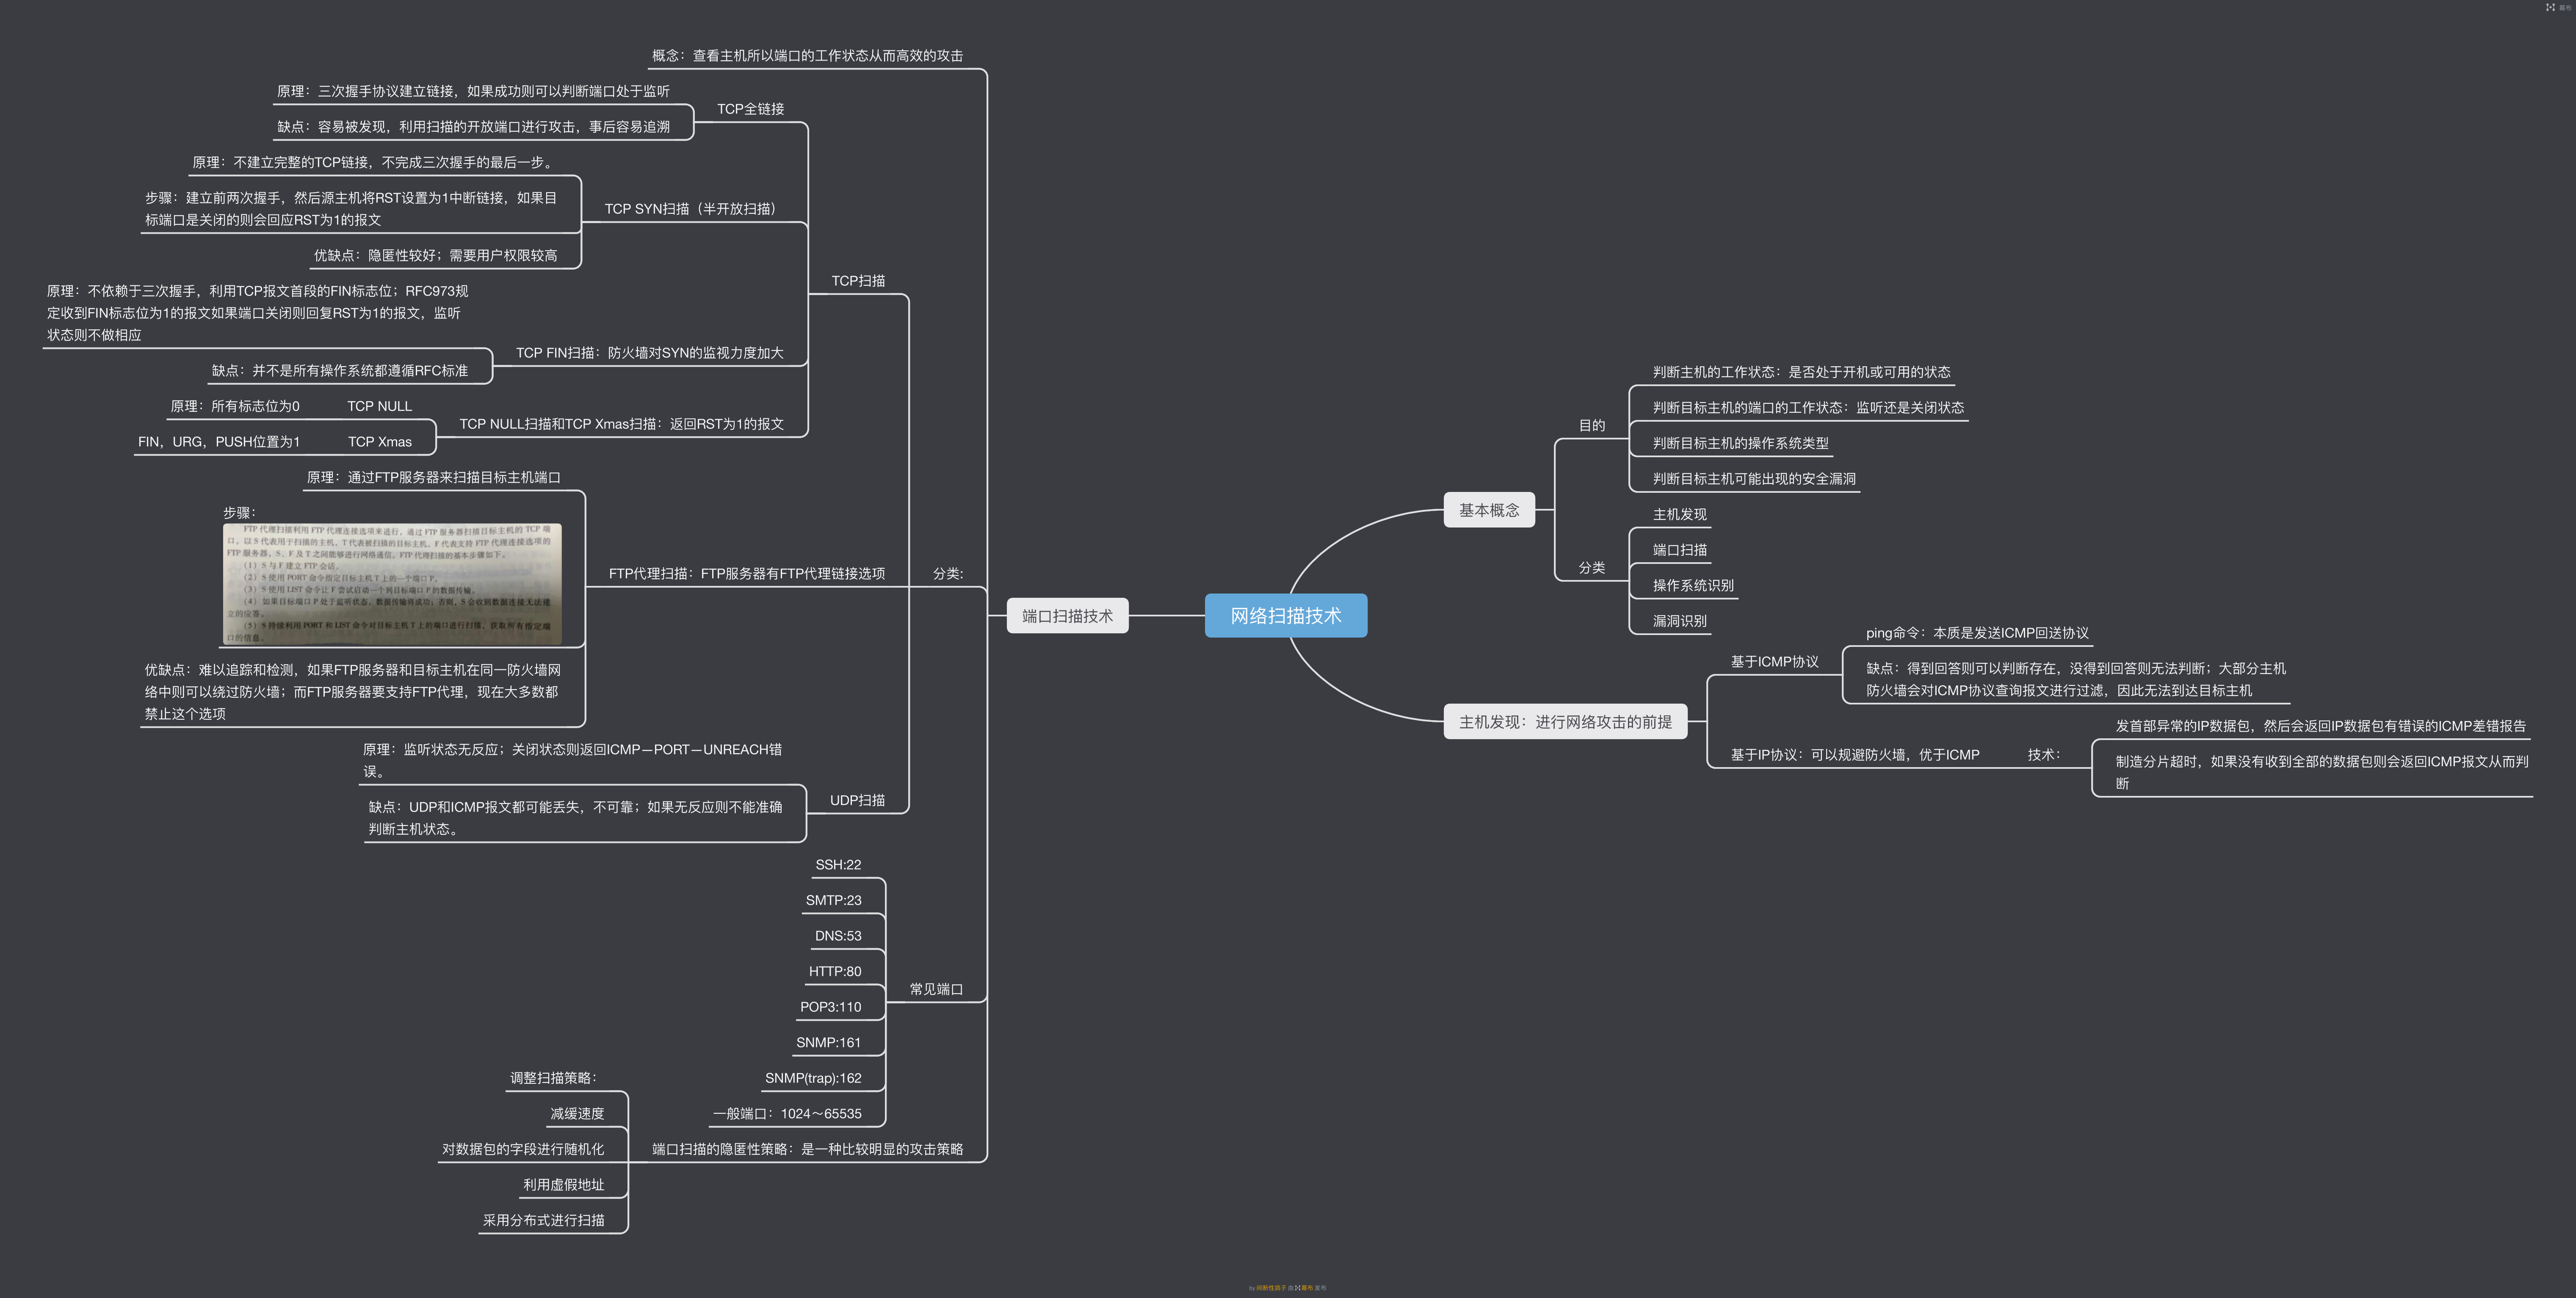 幕布
网络扫描技术
基本概念
目的
判断主机的工作状态：是否处于开机或可用的状态
判断目标主机的端口的工作状态：监听还是关闭状态
判断目标主机的操作系统类型
判断目标主机可能出现的安全漏洞
分类
主机发现
端口扫描
操作系统识别
漏洞识别
主机发现：进行网络攻击的前提
基于ICMP协议
ping命令：本质是发送ICMP回送协议
缺点：得到回答则可以判断存在，没得到回答则无法判断；大部分主机
防火墙会对ICMP协议查询报文进行过滤，因此无法到达目标主机
基于IP协议：可以规避防火墙，优于ICMP
技术：
发首部异常的IP数据包，然后会返回IP数据包有错误的ICMP差错报告
制造分片超时，如果没有收到全部的数据包则会返回ICMP报文从而判
断
端口扫描技术
概念：查看主机所以端口的工作状态从而高效的攻击
分类:
TCP扫描
TCP全链接
原理：三次握手协议建立链接，如果成功则可以判断端口处于监听
缺点：容易被发现，利用扫描的开放端口进行攻击，事后容易追溯
TCP SYN扫描（半开放扫描）
原理：不建立完整的TCP链接，不完成三次握手的最后一步。
步骤：建立前两次握手，然后源主机将RST设置为1中断链接，如果目
标端口是关闭的则会回应RST为1的报文
优缺点：隐匿性较好；需要用户权限较高
TCP FIN扫描：防火墙对SYN的监视力度加大
原理：不依赖于三次握手，利用TCP报文首段的FIN标志位；RFC973规
定收到FIN标志位为1的报文如果端口关闭则回复RST为1的报文，监听
状态则不做相应
缺点：并不是所有操作系统都遵循RFC标准
TCP NULL扫描和TCP Xmas扫描：返回RST为1的报文
TCP NULL
原理：所有标志位为0
TCP Xmas
FIN，URG，PUSH位置为1
FTP代理扫描：FTP服务器有FTP代理链接选项
原理：通过FTP服务器来扫描目标主机端口
步骤：
FTP 代理扫描利用 FTP 代理连接选项来进行，通过 FTP 服务器扫描目标主机的 TCP 端
口。以 S 代表用于扫描的主机，T 代表被扫描的目标主机，F 代表支持 FTP 代理连接选项的
FTP 服务器，S、F 及 T 之间能够进行网络通信。FTP 代理扫描的基本步骤如下。
（1）S 与 F 建立 FTP 会话。
（2）S 使用 PORT 命令指定目标主机 T 上的一个端口 P。
（3）S 使用 LIST 命令让 F 尝试启动一个到目标端口 P 的数据传输。
（4）如果目标端口 P 处于监听状态，数据传输将成功；否则，S 会收到数据连接无法建
立的应答。
（5）S 持续利用 PORT 和 LIST 命令对目标主机 T 上的端口进行扫描，获取所有指定端
口的信息。
优缺点：难以追踪和检测，如果FTP服务器和目标主机在同一防火墙网
络中则可以绕过防火墙；而FTP服务器要支持FTP代理，现在大多数都
禁止这个选项
UDP扫描
原理：监听状态无反应；关闭状态则返回ICMP—PORT—UNREACH错
误。
缺点：UDP和ICMP报文都可能丢失，不可靠；如果无反应则不能准确
判断主机状态。
常见端口
SSH:22
SMTP:23
DNS:53
HTTP:80
POP3:110
SNMP:161
SNMP(trap):162
一般端口：1024～65535
端口扫描的隐匿性策略：是一种比较明显的攻击策略
调整扫描策略：
减缓速度
对数据包的字段进行随机化
利用虚假地址
采用分布式进行扫描
by 间断性鸽子 由 幕布 发布